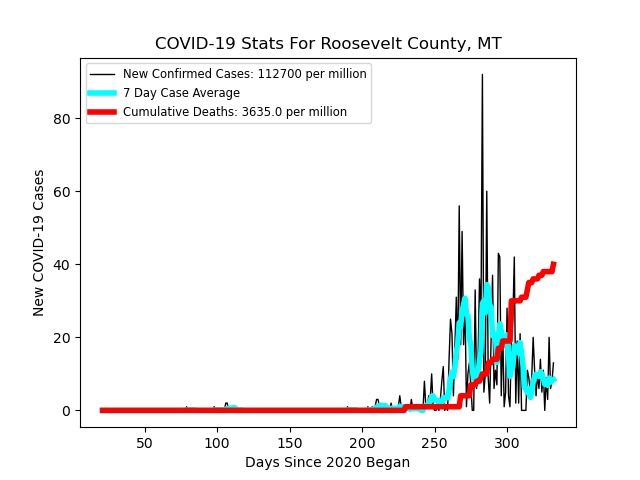 COVID-19 Stats For Roosevelt County, MT
New Confirmed Cases: 112700 per million
7 Day Case Average
Cumulative Deaths: 3635.0 per million
New COVID-19 Cases
80
60
40
20
0
50 100 150 200 250 300
Days Since 2020 Began